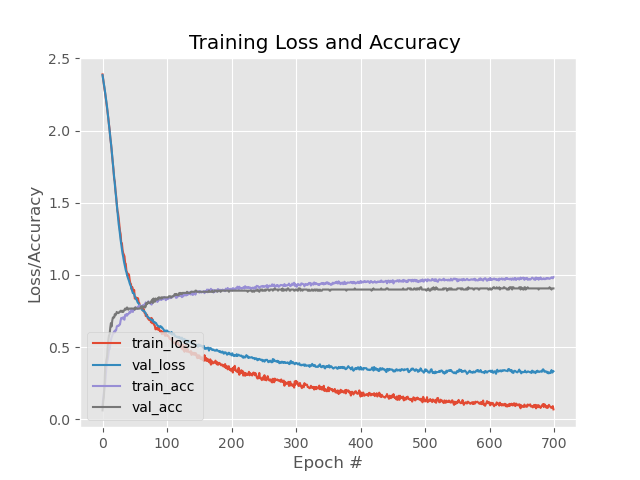 Training Loss and Accuracy
Loss/Accuracy
2.5
2.0
1.5
1.0
0.5
0.0
train_loss
val_loss
train_acc
val_acc
0 100 200 300 400 500 600 700
Epoch #